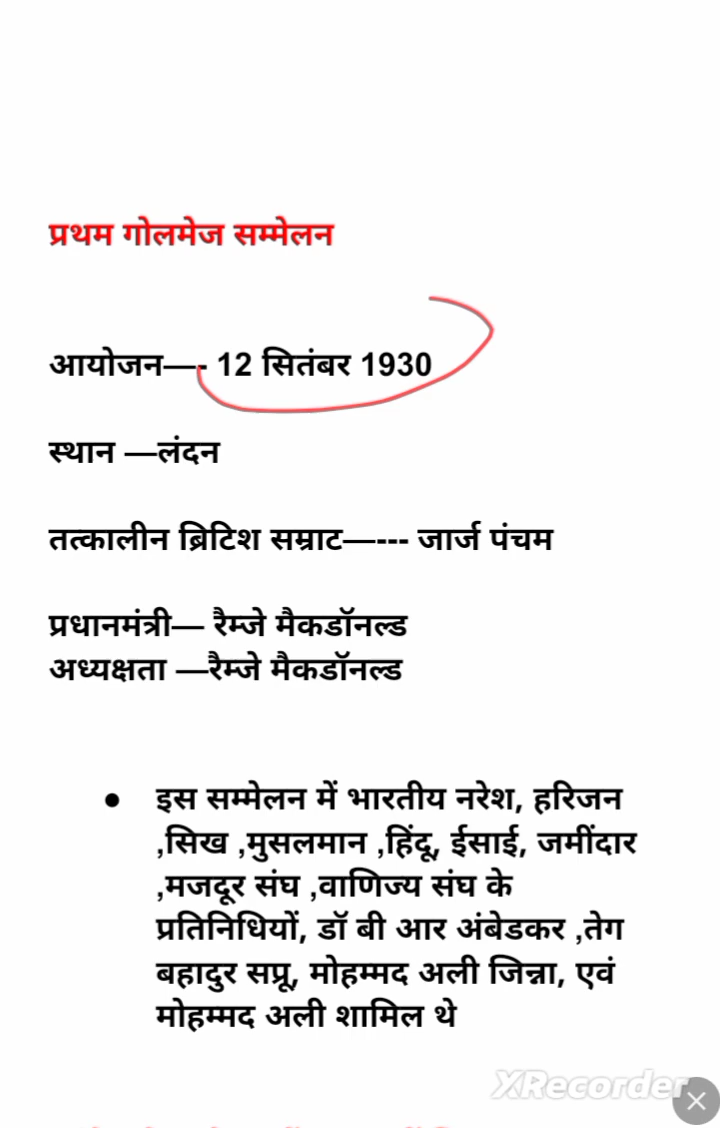 प्रथम गोलमेज सम्मेलन
आयोजन—- 12 सितंबर 1930
स्थान —लंदन
तत्कालीन ब्रिटिश सम्राट—--- जार्ज पंचम
प्रधानमंत्री— रैम्जे मैकडॉनल्ड
अध्यक्षता —रैम्जे मैकडॉनल्ड
● इस सम्मेलन में भारतीय नरेश, हरिजन
,सिख ,मुसलमान ,हिंदू, ईसाई, जमींदार
,मजदूर संघ ,वाणिज्य संघ के
प्रतिनिधियों, डॉ बी आर अंबेडकर ,तेग
बहादुर सप्रू, मोहम्मद अली जिन्ना, एवं
मोहम्मद अली शामिल थे
XRecorder